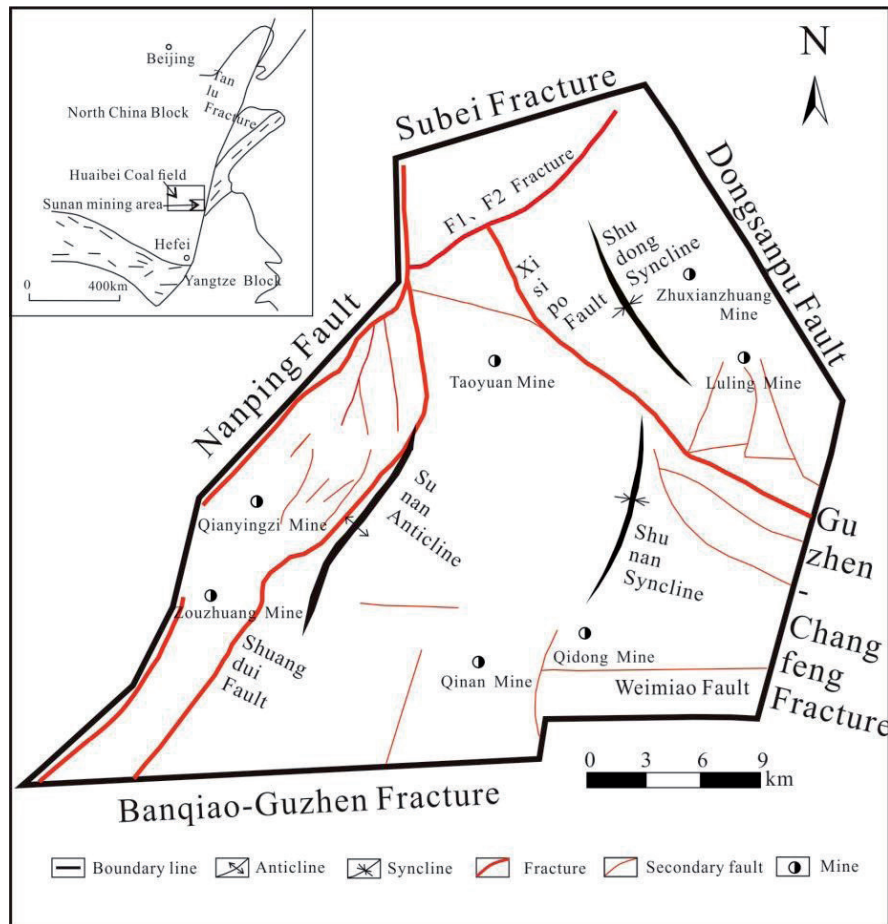 Beijing
Tan
lu
Fracture
North China Block
Huaibei Coal field
Sunan mining area
Hefei
Yangtze Block
0 400km
N
Subei Fracture
Dongsanpu Fault
F1、F2 Fracture
Xi
si
po
Fault
Shu
dong
Syncline
Zhuxianzhuang
Mine
Nanping Fault
Taoyuan Mine
Luling Mine
Su
nan
Anticline
Qianyingzi Mine
Shu
nan
Syncline
Gu
zhen
-
Chang
feng
Fracture
Zouzhuang Mine
Shuang
dui
Fault
Qidong Mine
Qinan Mine
Weimiao Fault
0 3 6 9
km
Banqiao-Guzhen Fracture
Boundary line
Anticline
Syncline
Fracture
Secondary fault
Mine